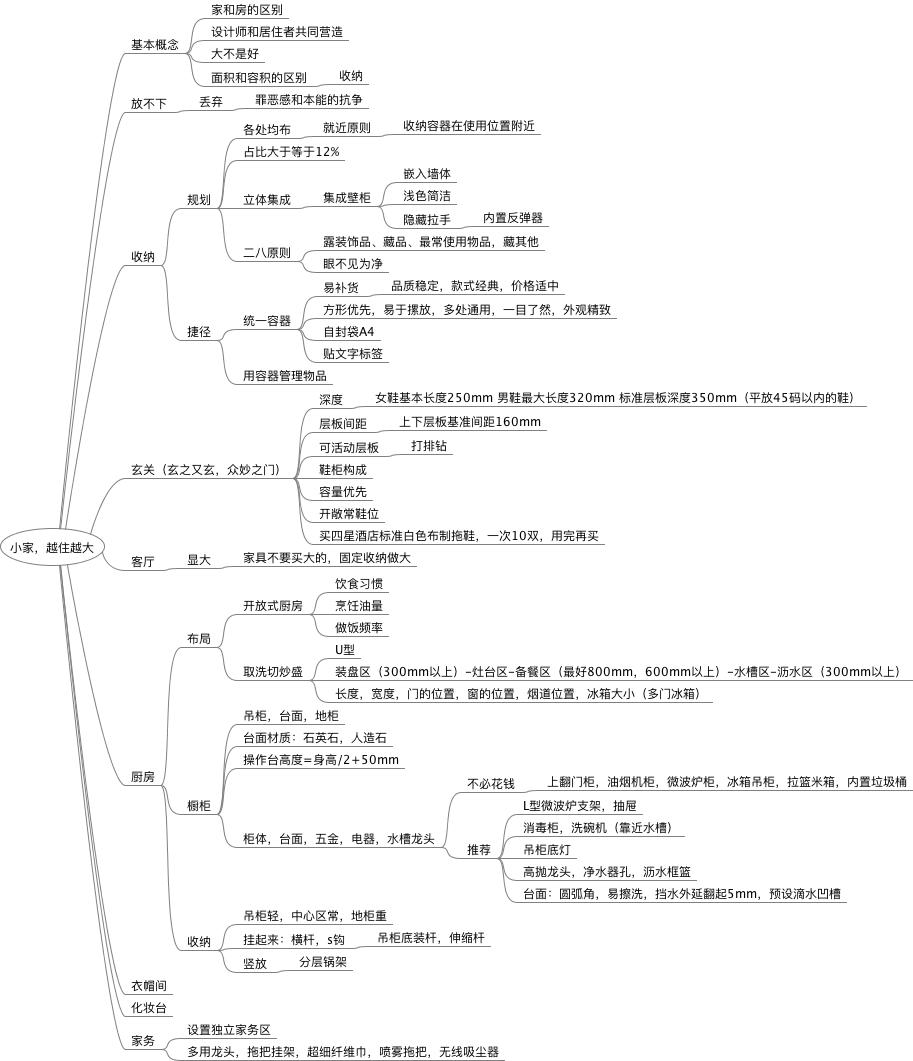 家和房的区别
设计师和居住者共同营造
基本概念
大不是好
面积和容积的区别
收纳
放不下
丢弃
罪恶感和本能的抗争
各处均布
就近原则
收纳容器在使用位置附近
占比大于等于12%
嵌入墙体
规划
立体集成
集成壁柜
浅色简洁
隐藏拉手
内置反弹器
收纳
二八原则
露装饰品、藏品、最常使用物品，藏其他
眼不见为净
易补货
品质稳定，款式经典，价格适中
捷径
统一容器
方形优先，易于摞放，多处通用，一目了然，外观精致
自封袋A4
贴文字标签
用容器管理物品
深度
女鞋基本长度250mm 男鞋最大长度320mm 标准层板深度350mm（平放45码以内的鞋）
层板间距
上下层板基准间距160mm
可活动层板
打排钻
玄关（玄之又玄，众妙之门）
鞋柜构成
容量优先
开敞常鞋位
买四星酒店标准白色布制拖鞋，一次10双，用完再买
小家，越住越大
客厅
显大
家具不要买大的，固定收纳做大
饮食习惯
开放式厨房
烹饪油量
做饭频率
布局
U型
取洗切炒盛
装盘区（300mm以上）–灶台区–备餐区（最好800mm，600mm以上）–水槽区–沥水区（300mm以上）
长度，宽度，门的位置，窗的位置，烟道位置，冰箱大小（多门冰箱）
吊柜，台面，地柜
台面材质：石英石，人造石
操作台高度=身高/2+50mm
厨房
橱柜
不必花钱
上翻门柜，油烟机柜，微波炉柜，冰箱吊柜，拉篮米箱，内置垃圾桶
柜体，台面，五金，电器，水槽龙头
L型微波炉支架，抽屉
消毒柜，洗碗机（靠近水槽）
推荐
吊柜底灯
高抛龙头，净水器孔，沥水框篮
台面：圆弧角，易擦洗，挡水外延翻起5mm，预设滴水凹槽
吊柜轻，中心区常，地柜重
收纳
挂起来：横杆，s钩
吊柜底装杆，伸缩杆
竖放
分层锅架
衣帽间
化妆台
家务
设置独立家务区
多用龙头，拖把挂架，超细纤维巾，喷雾拖把，无线吸尘器